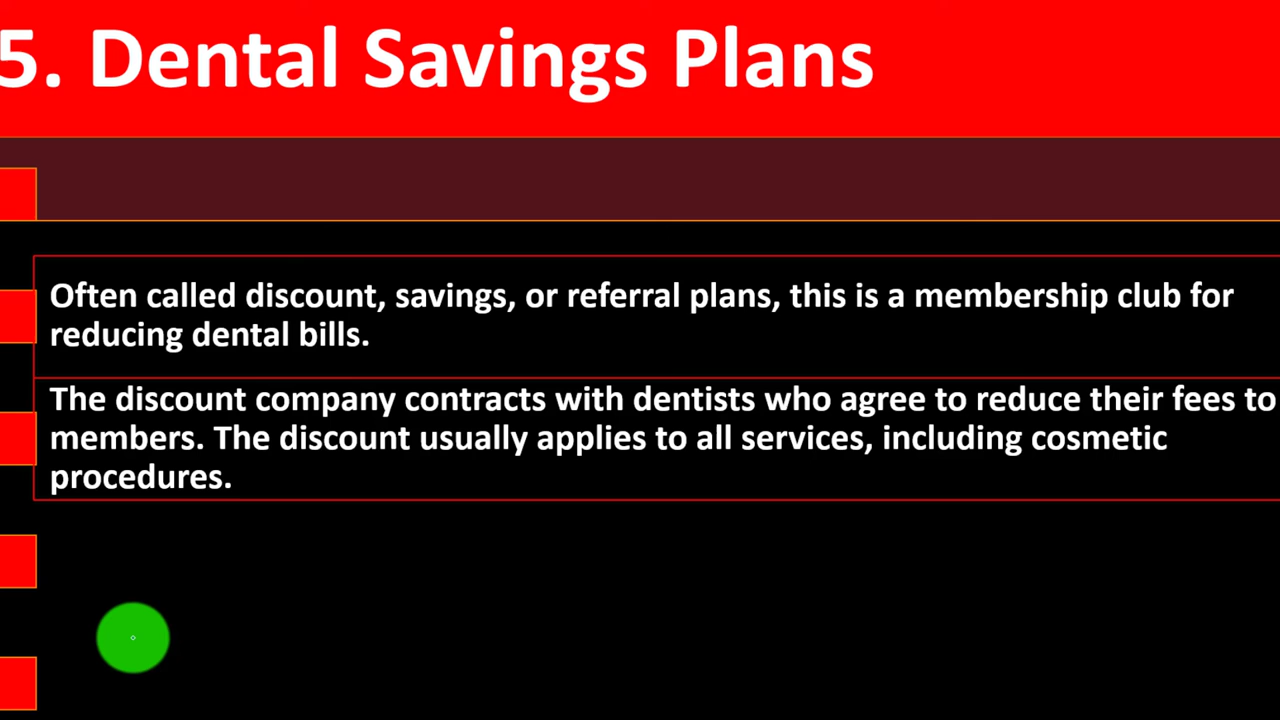 5. Dental Savings Plans
Often called discount, savings, or referral plans, this is a membership club for
reducing dental bills.
The discount company contracts with dentists who agree to reduce their fees to
members. The discount usually applies to all services, including cosmetic
procedures.